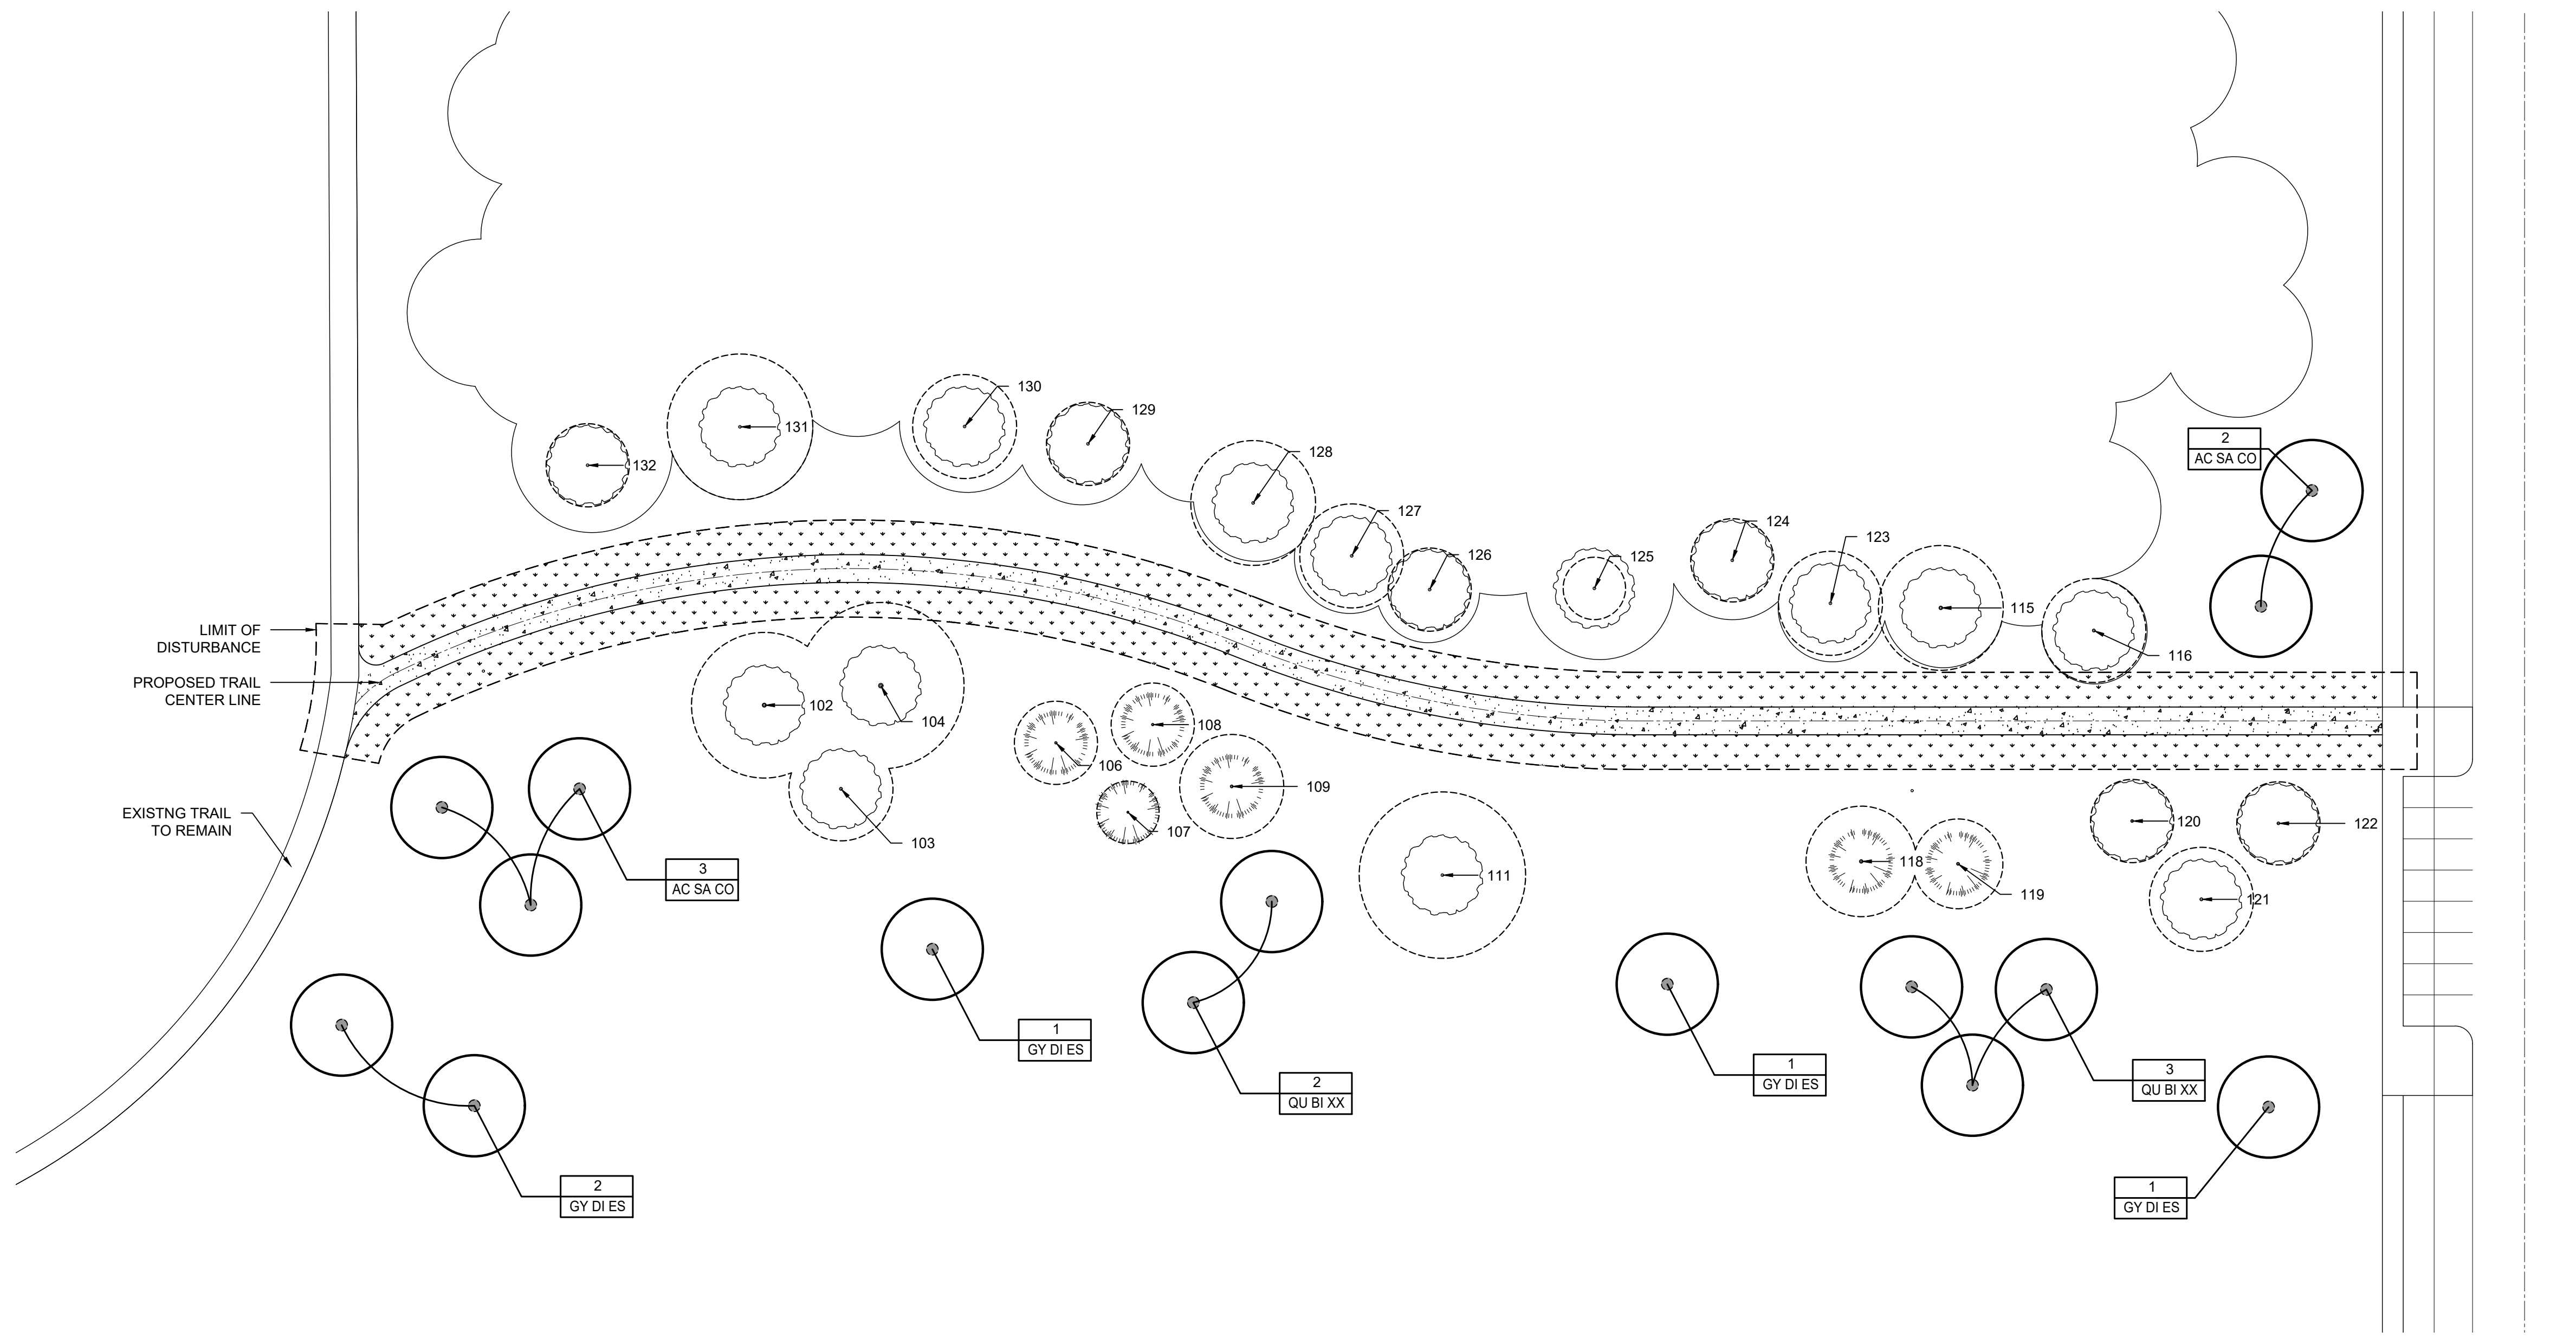 130
129
131
2
AC SA CO
128
132
127
124
123
126
125
115
LIMIT OF
DISTURBANCE
116
PROPOSED TRAIL
CENTER LINE
102
104
108
106
109
EXISTNG TRAIL
TO REMAIN
107
120
122
103
118
3
AC SA CO
111
119
121
1
GY DI ES
1
GY DI ES
3
QU BI XX
2
QU BI XX
2
GY DI ES
1
GY DI ES